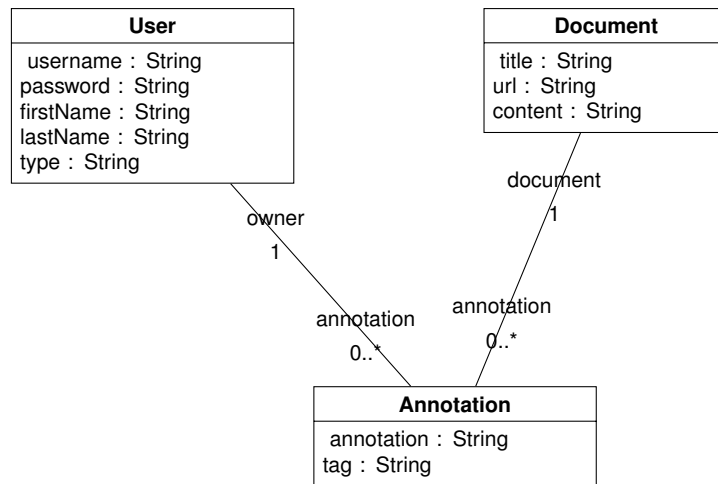 User
username : String
password : String
firstName : String
lastName : String
type : String
Document
title : String
url : String
content : String
owner
1
document
1
annotation
0..*
annotation
0..*
Annotation
annotation : String
tag : String